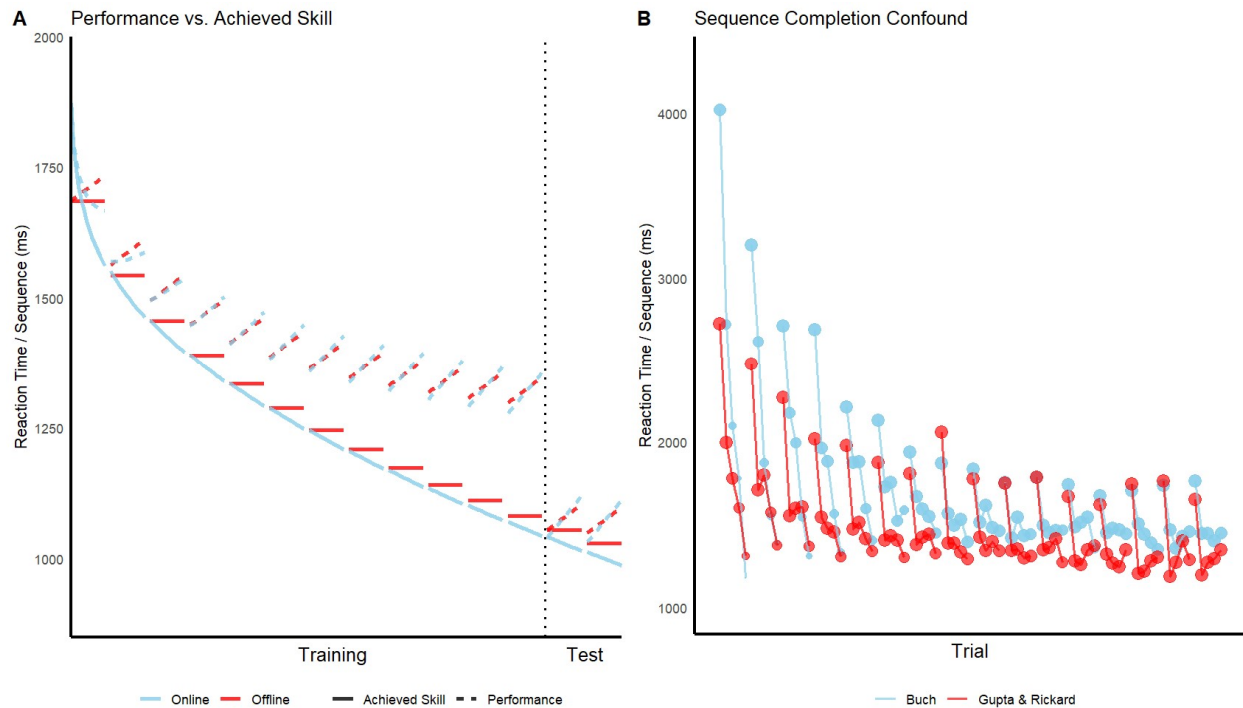 A Performance vs. Achieved Skill
Reaction Time / Sequence (ms)
2000
1750
1500
1250
1000
Training Test
Online Offline Achieved Skill Performance
B Sequence Completion Confound
Reaction Time / Sequence (ms)
4000
3000
2000
1000
Trial
Buch Gupta & Rickard